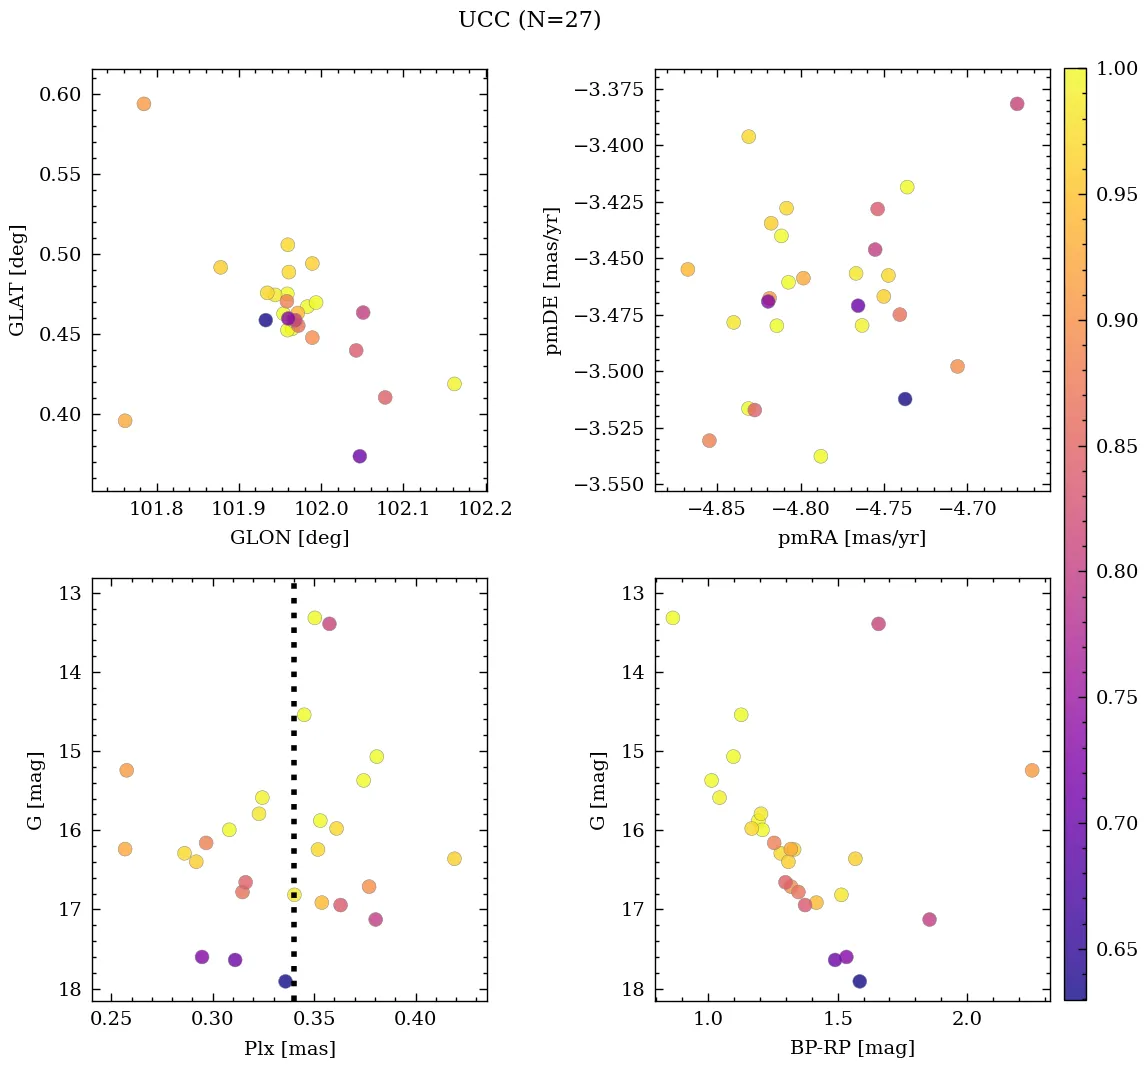 UCC (N=27)
0.60
0.55
0.50
0.45
0.40
GLAT [deg]
101.8 101.9 102.0 102.1 102.2
GLON [deg]
−3.375
−3.400
−3.425
−3.450
−3.475
−3.500
−3.525
−3.550
pmDE [mas/yr]
−4.85 −4.80 −4.75 −4.70
pmRA [mas/yr]
13
14
15
16
17
18
G [mag]
0.25 0.30 0.35 0.40
Plx [mas]
13
14
15
16
17
18
G [mag]
1.0 1.5 2.0
BP-RP [mag]
1.00
0.95
0.90
0.85
0.80
0.75
0.70
0.65